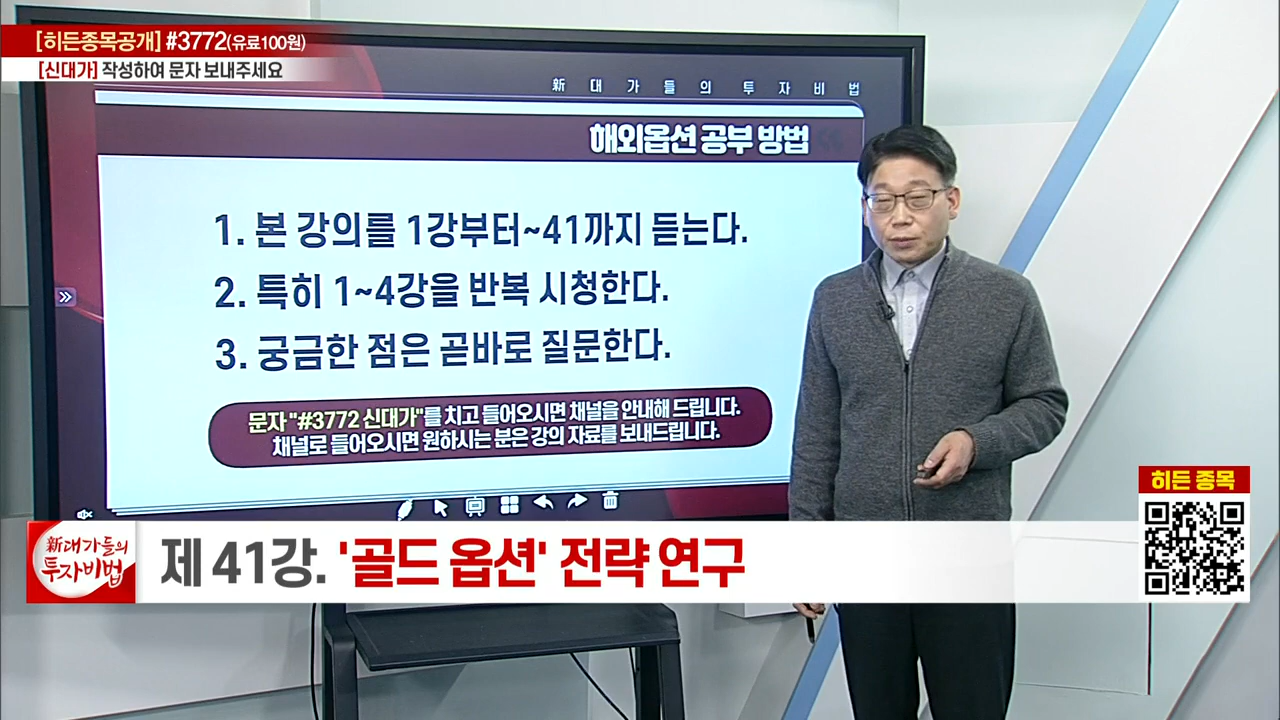 [히든종목공개] #3772(유료100원)
[신대가] 작성하여 문자 보내주세요
新 대 가 들 의 투 자 비 법
해외옵션 공부 방법
1. 본 강의를 1강부터~41까지 듣는다.
2. 특히 1~4강을 반복 시청한다.
3. 궁금한 점은 곧바로 질문한다.
문자 "#3772 신대가"를 치고 들어오시면 채널을 안내해 드립니다.
채널로 들어오시면 원하시는 분은 강의 자료를 보내드립니다.
히든 종목
新대가들의
투자비법
제 41강. '골드 옵션' 전략 연구